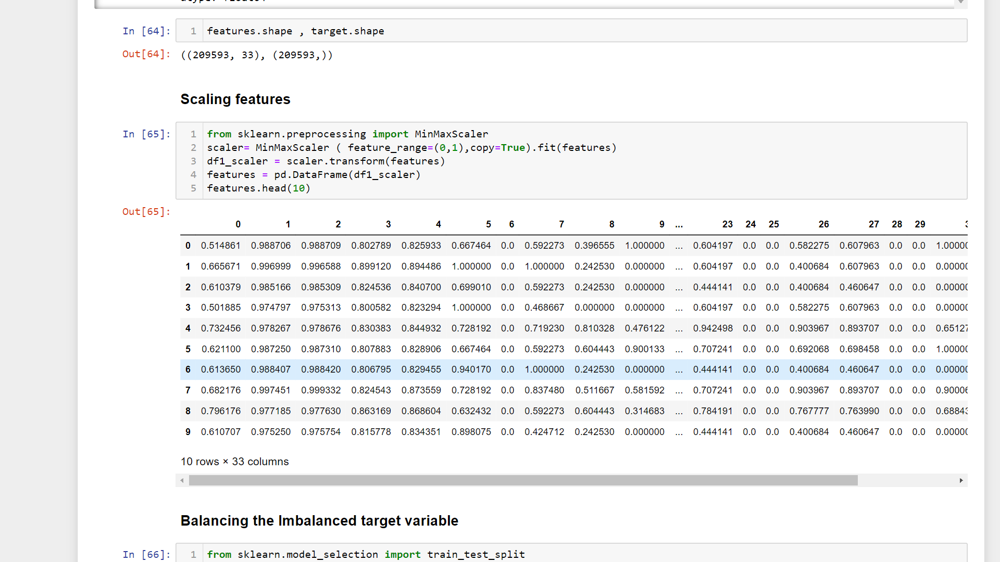 In [64]: 1 features.shape , target.shape
Out[64]: ((209593, 33), (209593,))
Scaling features
In [65]: 1 from sklearn.preprocessing import MinMaxScaler
2 scaler= MinMaxScaler ( feature_range=(0,1),copy=True).fit(features)
3 df1_scaler = scaler.transform(features)
4 features = pd.DataFrame(df1_scaler)
5 features.head(10)
Out[65]:
0 1 2 3 4 5 6 7 8 9 ... 23 24 25 26 27 28 29
0 0.514861 0.988706 0.988709 0.802789 0.825933 0.667464 0.0 0.592273 0.396555 1.000000 ... 0.604197 0.0 0.0 0.582275 0.607963 0.0 0.0 1.00000
1 0.665671 0.996999 0.996588 0.899120 0.894486 1.000000 0.0 1.000000 0.242530 0.000000 ... 0.604197 0.0 0.0 0.400684 0.607963 0.0 0.0 0.00000
2 0.610379 0.985166 0.985309 0.824536 0.840700 0.699010 0.0 0.592273 0.242530 0.000000 ... 0.444141 0.0 0.0 0.400684 0.460647 0.0 0.0 0.00000
3 0.501885 0.974797 0.975313 0.800582 0.823294 1.000000 0.0 0.468667 0.000000 0.000000 ... 0.604197 0.0 0.0 0.582275 0.607963 0.0 0.0 0.00000
4 0.732456 0.978267 0.978676 0.830383 0.844932 0.728192 0.0 0.719230 0.810328 0.476122 ... 0.942498 0.0 0.0 0.903967 0.893707 0.0 0.0 0.65127
5 0.621100 0.987250 0.987310 0.807883 0.828906 0.667464 0.0 0.592273 0.604443 0.900133 ... 0.707241 0.0 0.0 0.692068 0.698458 0.0 0.0 1.00000
6 0.613650 0.988407 0.988420 0.806795 0.829455 0.940170 0.0 1.000000 0.242530 0.000000 ... 0.444141 0.0 0.0 0.400684 0.460647 0.0 0.0 0.00000
7 0.682176 0.997451 0.999332 0.824543 0.873559 0.728192 0.0 0.837480 0.511667 0.581592 ... 0.707241 0.0 0.0 0.903967 0.893707 0.0 0.0 0.90006
8 0.796176 0.977185 0.977630 0.863169 0.868604 0.632432 0.0 0.592273 0.604443 0.314683 ... 0.784191 0.0 0.0 0.767777 0.763990 0.0 0.0 0.68843
9 0.610707 0.975250 0.975754 0.815778 0.834351 0.898075 0.0 0.424712 0.242530 0.000000 ... 0.444141 0.0 0.0 0.400684 0.460647 0.0 0.0 0.00000
10 rows × 33 columns
Balancing the Imbalanced target variable
In [66]: 1 from sklearn.model_selection import train_test_split